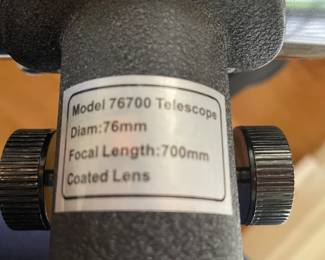 Model 76700 Telescope
Diam:76mm
Focal Length:700mm
Coated Lens